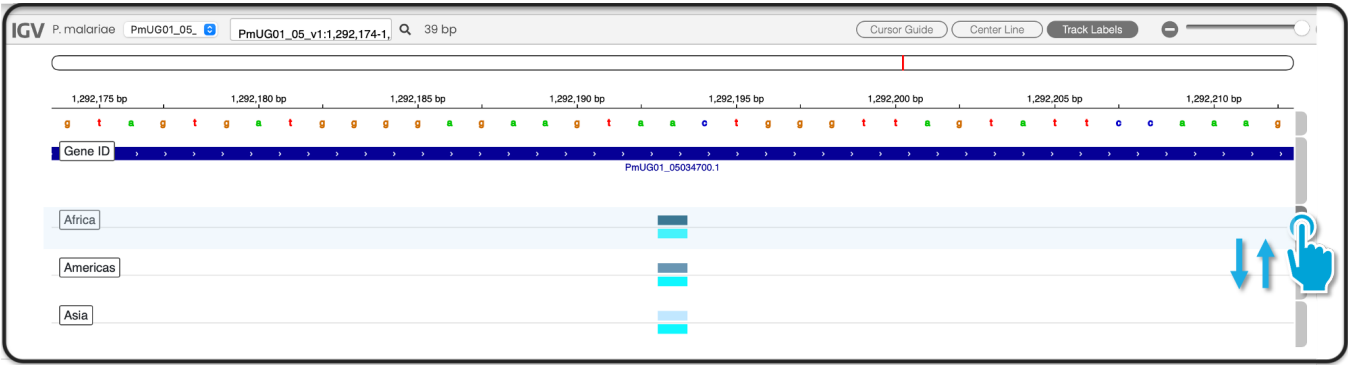 IGV P. malariae PmUG01_05_ PmUG01_05_v1:1,292,174-1, 39 bp Cursor Guide Center Line Track Labels
1,292,175 bp 1,292,180 bp 1,292,185 bp 1,292,190 bp 1,292,195 bp 1,292,200 bp 1,292,205 bp 1,292,210 bp
g t a g t g a t g g g g a g a a g t a a c t g g g t t a g t a t t c c a a a g
Gene ID
PmUG01_05034700.1
Africa
Americas
Asia